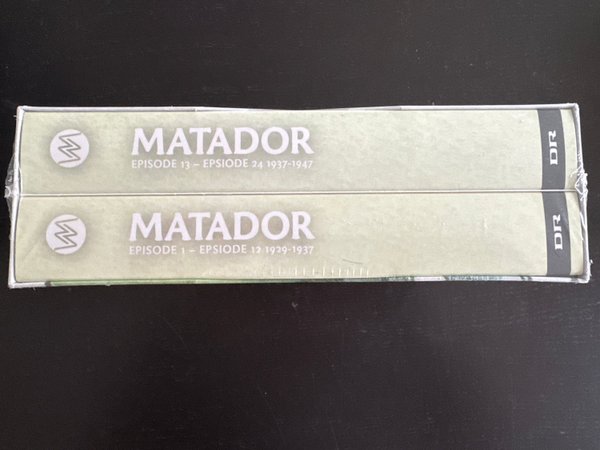 MATADOR
EPISODE 13 – EPSIODE 24 1937-1947
DR
MATADOR
EPISODE 1 – EPSIODE 12 1929-1937
DR